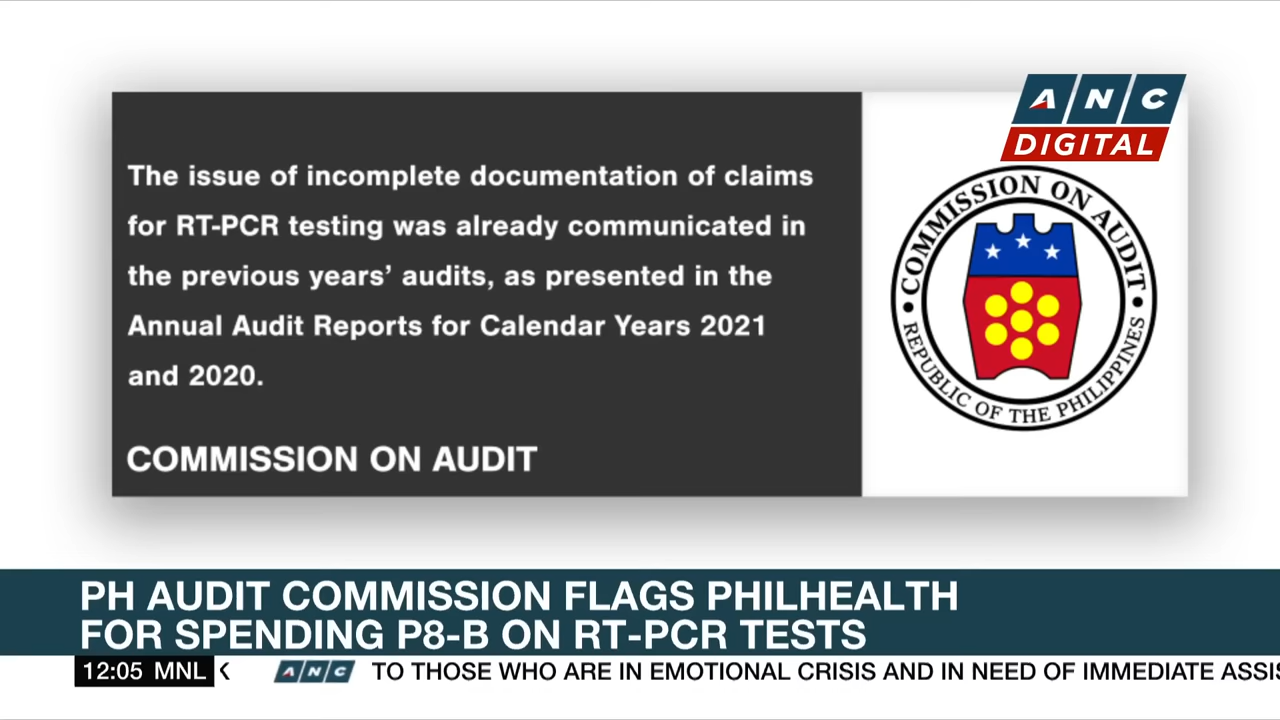 ANC
DIGITAL
The issue of incomplete documentation of claims
for RT-PCR testing was already communicated in
the previous years’ audits, as presented in the
Annual Audit Reports for Calendar Years 2021
and 2020.
COMMISSION ON AUDIT
COMMISSION ON AUDIT
REPUBLIC OF THE PHILIPPINES
PH AUDIT COMMISSION FLAGS PHILHEALTH
FOR SPENDING P8-B ON RT-PCR TESTS
12:05 MNL ANC TO THOSE WHO ARE IN EMOTIONAL CRISIS AND IN NEED OF IMMEDIATE ASSIS